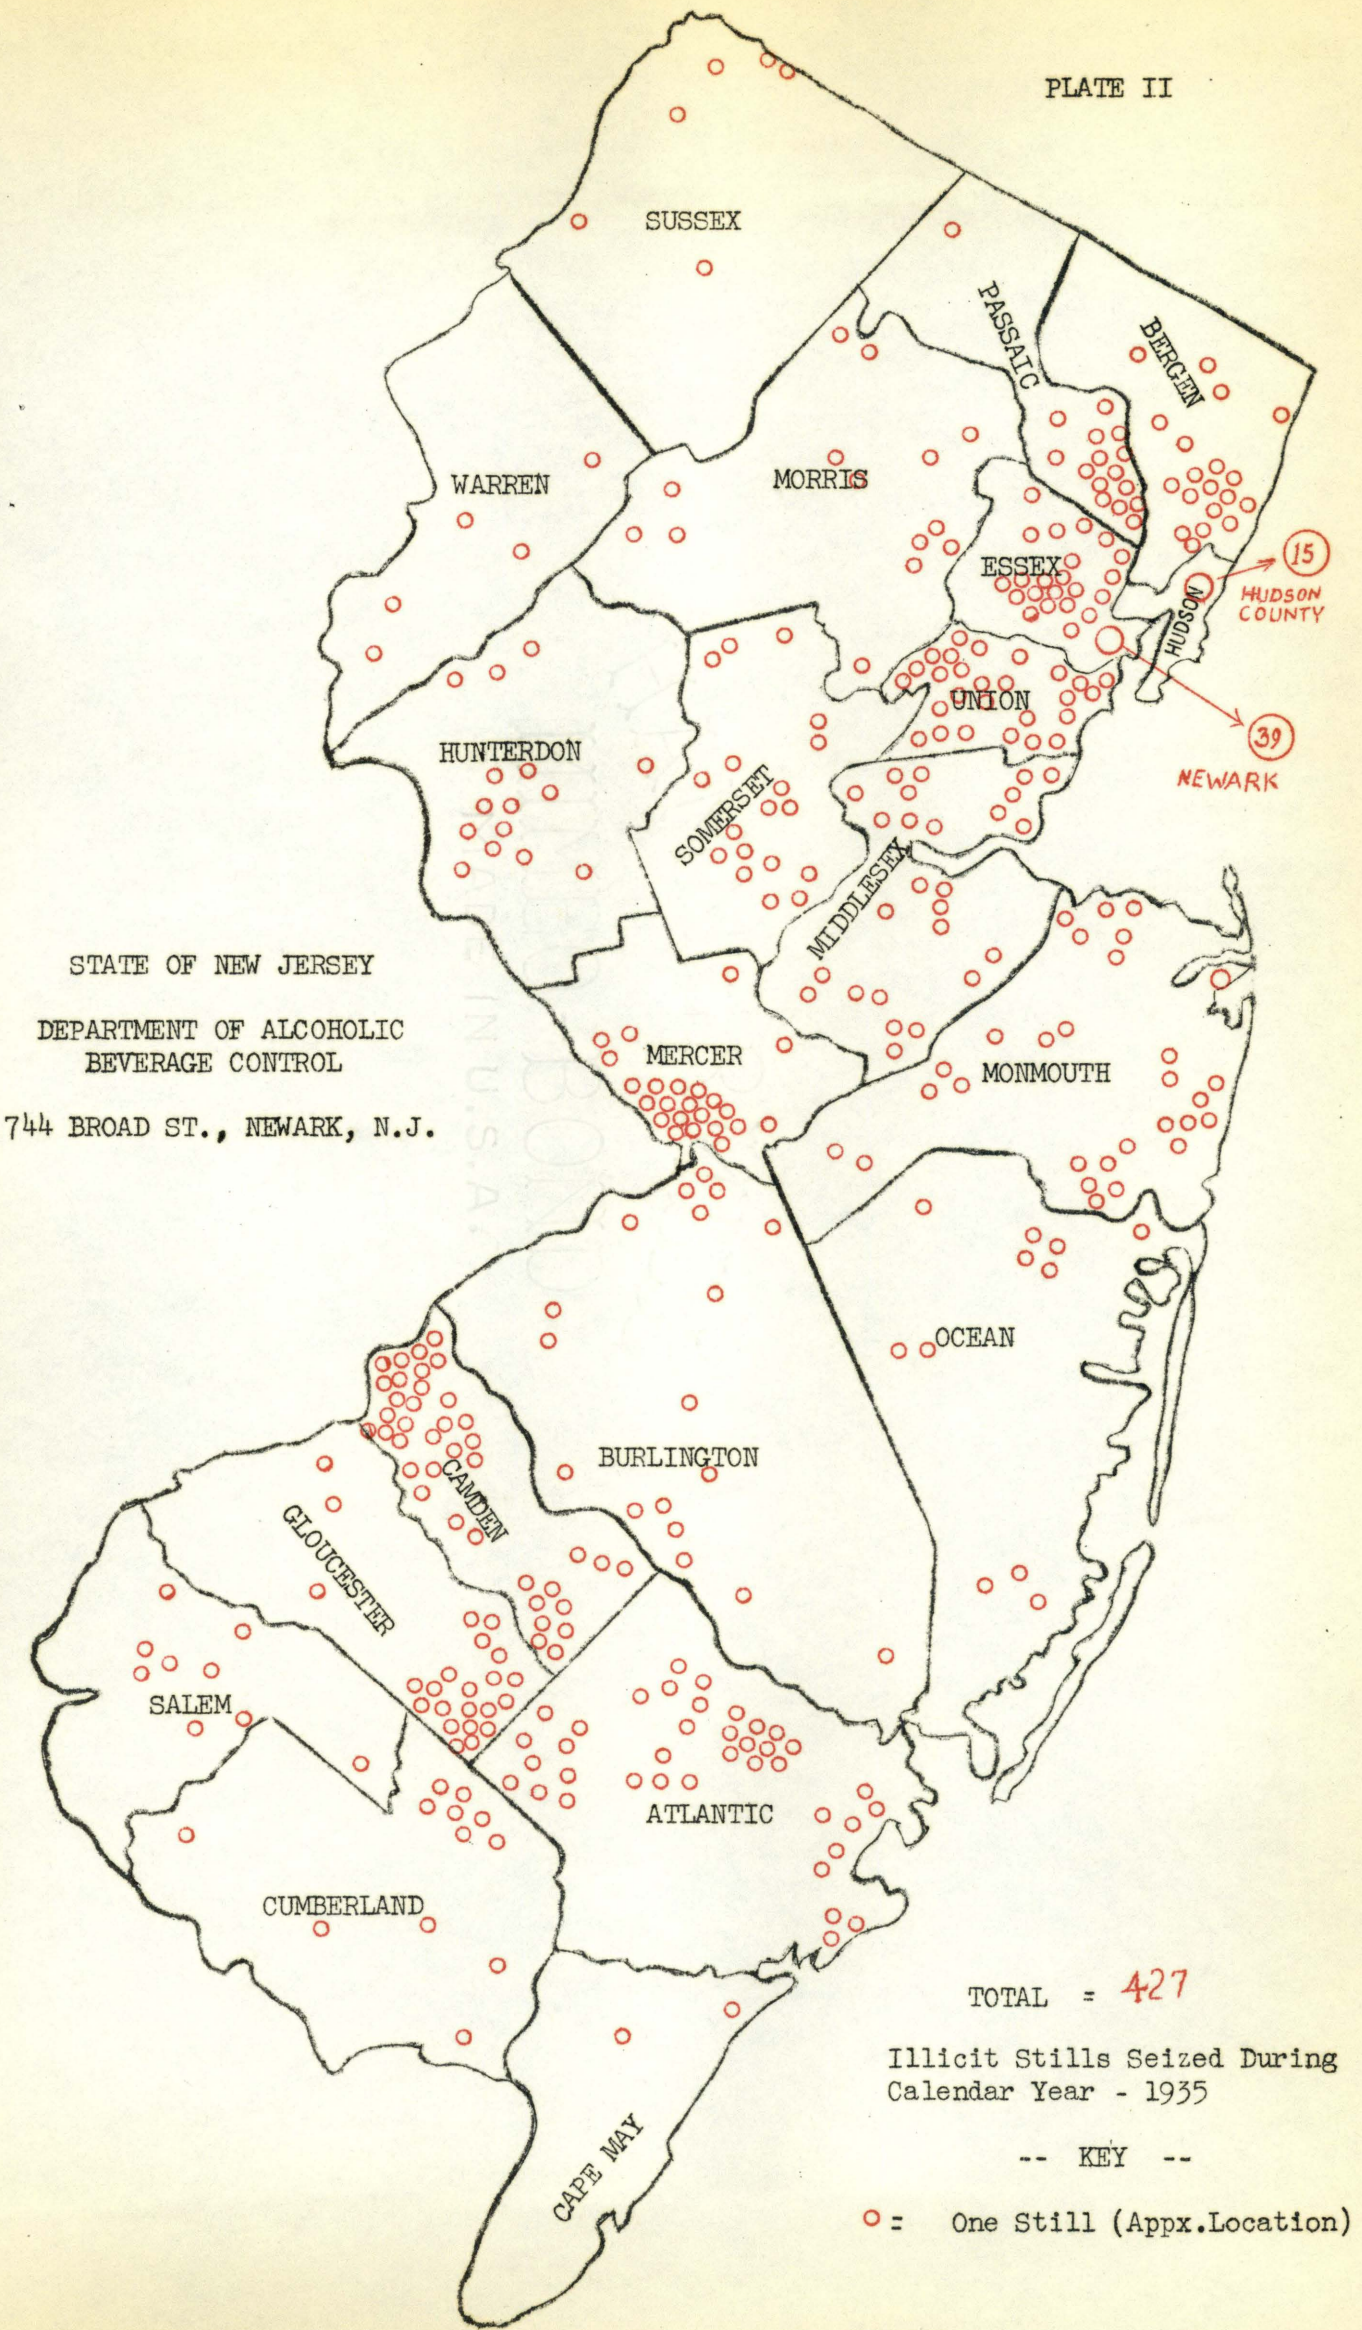 PLATE II
SUSSEX
PASSAIC
BERGEN
WARREN
MORRIS
ESSEX
15
HUDSON
COUNTY
HUDSON
UNION
39
NEWARK
HUNTERDON
SOMERSET
MIDDLESEX
STATE OF NEW JERSEY
DEPARTMENT OF ALCOHOLIC
BEVERAGE CONTROL
744 BROAD ST., NEWARK, N.J.
MERCER
MONMOUTH
OCEAN
BURLINGTON
CAMDEN
GLOUCESTER
SALEM
ATLANTIC
CUMBERLAND
CAPE MAY
TOTAL = 427
Illicit Stills Seized During
Calendar Year - 1935
-- KEY --
= One Still (Appx.Location)